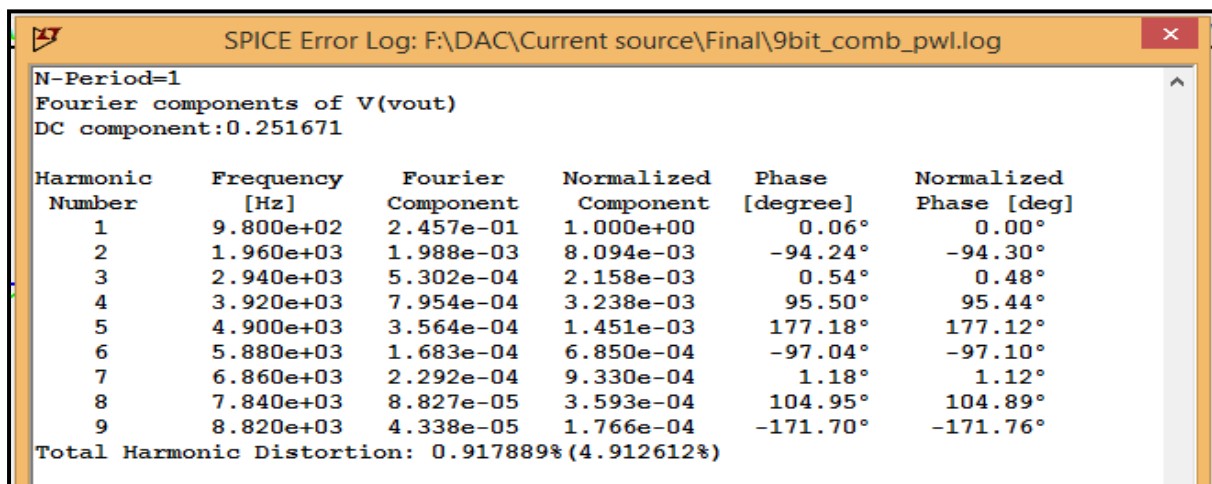 SPICE Error Log: F:\DAC\Current source\Final\9bit_comb_pwl.log
N-Period=1
Fourier components of V(vout)
DC component:0.251671
Harmonic Frequency Fourier Normalized Phase Normalized
Number [Hz] Component Component [degree] Phase [deg]
1 9.800e+02 2.457e-01 1.000e+00 0.06° 0.00°
2 1.960e+03 1.988e-03 8.094e-03 -94.24° -94.30°
3 2.940e+03 5.302e-04 2.158e-03 0.54° 0.48°
4 3.920e+03 7.954e-04 3.238e-03 95.50° 95.44°
5 4.900e+03 3.564e-04 1.451e-03 177.18° 177.12°
6 5.880e+03 1.683e-04 6.850e-04 -97.04° -97.10°
7 6.860e+03 2.292e-04 9.330e-04 1.18° 1.12°
8 7.840e+03 8.827e-05 3.593e-04 104.95° 104.89°
9 8.820e+03 4.338e-05 1.766e-04 -171.70° -171.76°
Total Harmonic Distortion: 0.917889%(4.912612%)